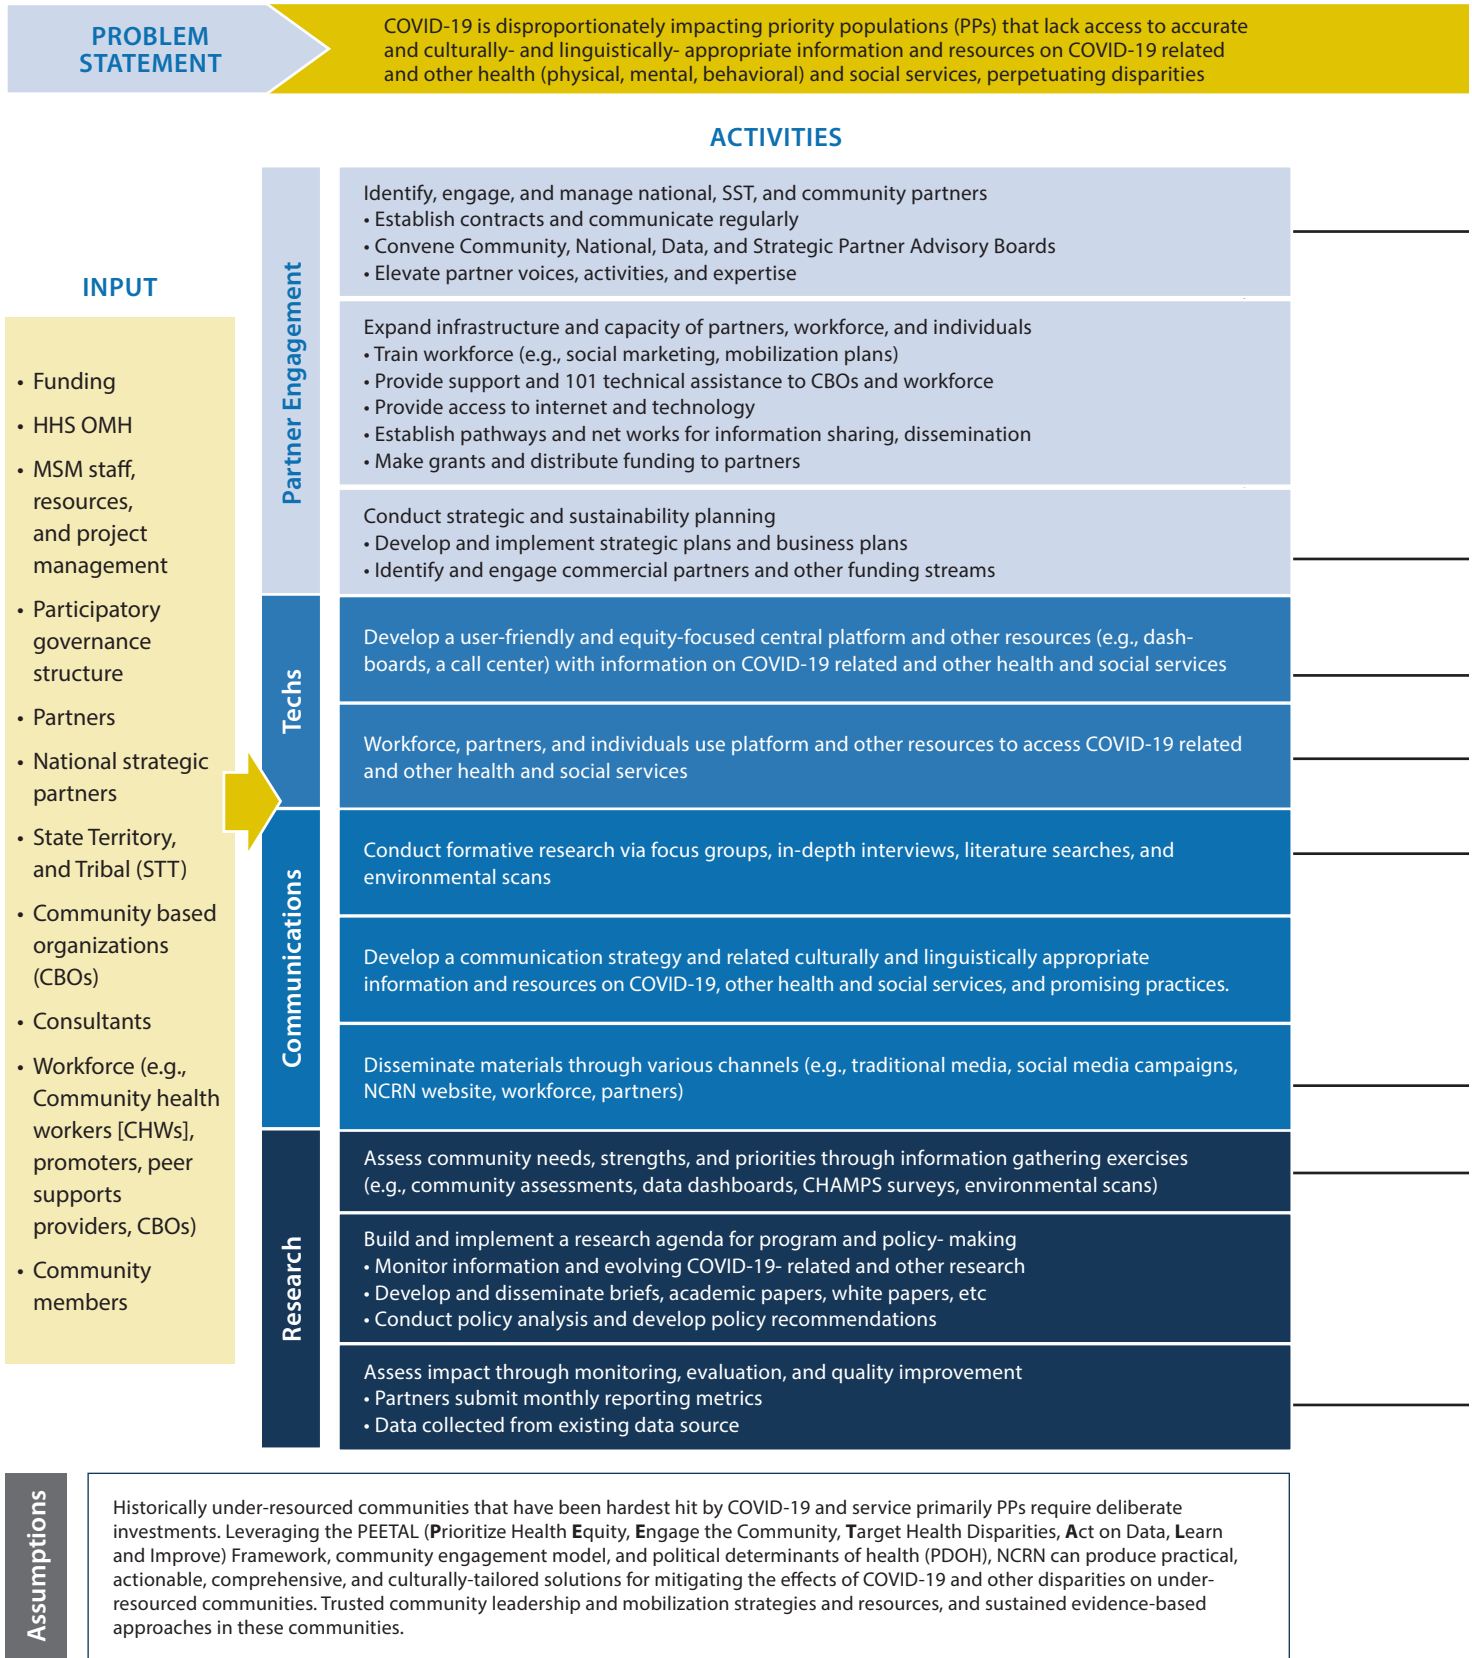 PROBLEM
STATEMENT
COVID-19 is disproportionately impacting priority populations (PPs) that lack access to accurate
and culturally- and linguistically- appropriate information and resources on COVID-19 related
and other health (physical, mental, behavioral) and social services, perpetuating disparities
INPUT
• Funding
• HHS OMH
• MSM staff,
resources,
and project
management
• Participatory
governance
structure
• Partners
• National strategic
partners
• State Territory,
and Tribal (STT)
• Community based
organizations
(CBOs)
• Consultants
• Workforce (e.g.,
Community health
workers [CHWs],
promoters, peer
supports
providers, CBOs)
• Community
members
ACTIVITIES
Partner Engagement
Identify, engage, and manage national, SST, and community partners
• Establish contracts and communicate regularly
• Convene Community, National, Data, and Strategic Partner Advisory Boards
• Elevate partner voices, activities, and expertise
Expand infrastructure and capacity of partners, workforce, and individuals
• Train workforce (e.g., social marketing, mobilization plans)
• Provide support and 101 technical assistance to CBOs and workforce
• Provide access to internet and technology
• Establish pathways and net works for information sharing, dissemination
• Make grants and distribute funding to partners
Conduct strategic and sustainability planning
• Develop and implement strategic plans and business plans
• Identify and engage commercial partners and other funding streams
Techs
Develop a user-friendly and equity-focused central platform and other resources (e.g., dash-
boards, a call center) with information on COVID-19 related and other health and social services
Workforce, partners, and individuals use platform and other resources to access COVID-19 related
and other health and social services
Communications
Conduct formative research via focus groups, in-depth interviews, literature searches, and
environmental scans
Develop a communication strategy and related culturally and linguistically appropriate
information and resources on COVID-19, other health and social services, and promising practices.
Disseminate materials through various channels (e.g., traditional media, social media campaigns,
NCRN website, workforce, partners)
Research
Assess community needs, strengths, and priorities through information gathering exercises
(e.g., community assessments, data dashboards, CHAMPS surveys, environmental scans)
Build and implement a research agenda for program and policy- making
• Monitor information and evolving COVID-19- related and other research
• Develop and disseminate briefs, academic papers, white papers, etc
• Conduct policy analysis and develop policy recommendations
Assess impact through monitoring, evaluation, and quality improvement
• Partners submit monthly reporting metrics
• Data collected from existing data source
Assumptions
Historically under-resourced communities that have been hardest hit by COVID-19 and service primarily PPs require deliberate
investments. Leveraging the PEETAL (Prioritize Health Equity, Engage the Community, Target Health Disparities, Act on Data, Learn
and Improve) Framework, community engagement model, and political determinants of health (PDOH), NCRN can produce practical,
actionable, comprehensive, and culturally-tailored solutions for mitigating the effects of COVID-19 and other disparities on under-
resourced communities. Trusted community leadership and mobilization strategies and resources, and sustained evidence-based
approaches in these communities.